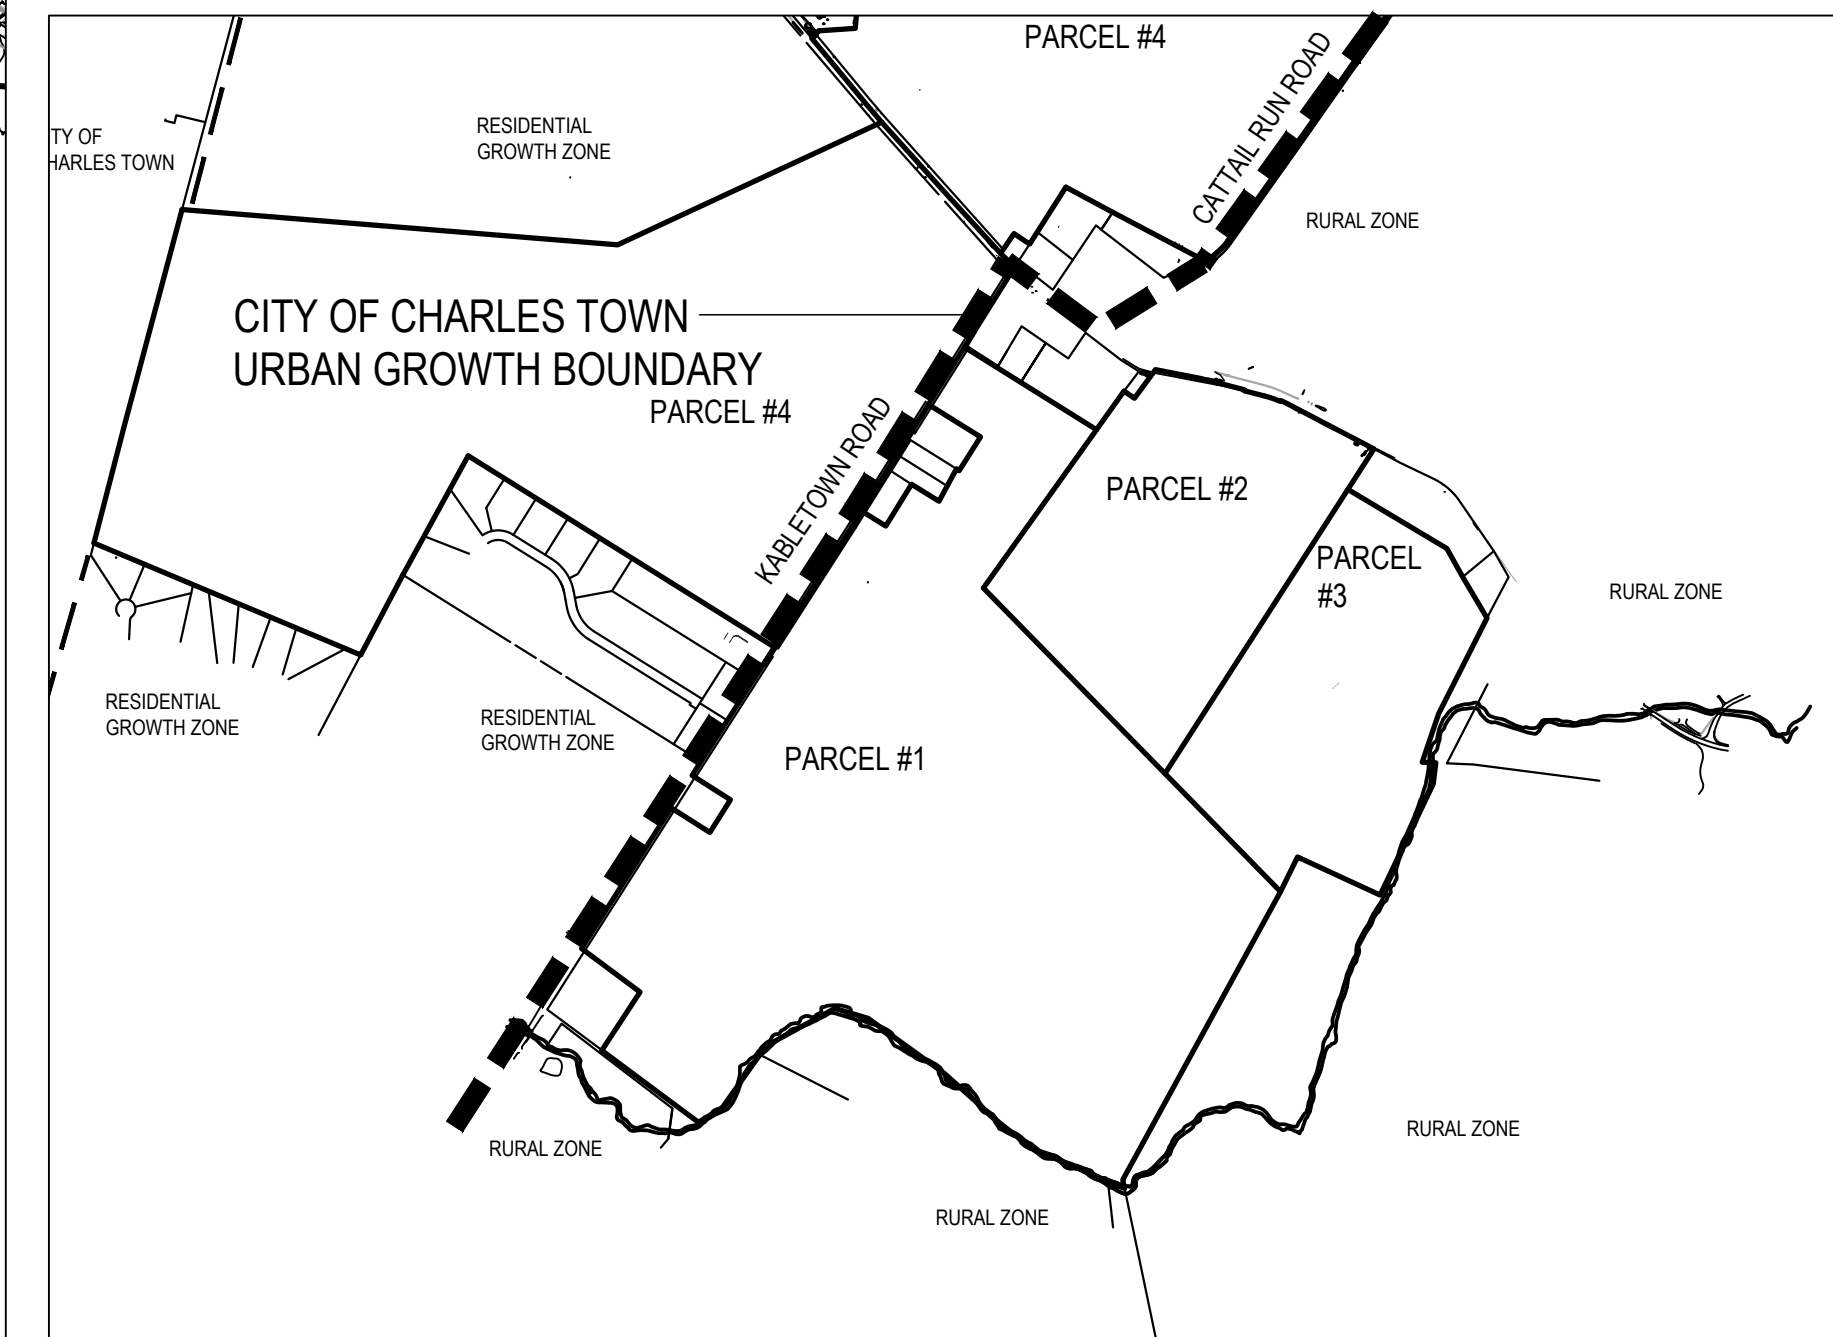 PARCEL #4
CATTAIL RUN ROAD
RESIDENTIAL
GROWTH ZONE
TY OF
HARLES TOWN
RURAL ZONE
CITY OF CHARLES TOWN
URBAN GROWTH BOUNDARY
PARCEL #4
KABLETOWN ROAD
PARCEL #2
PARCEL
#3
RURAL ZONE
RESIDENTIAL
GROWTH ZONE
RESIDENTIAL
GROWTH ZONE
PARCEL #1
RURAL ZONE
RURAL ZONE
RURAL ZONE